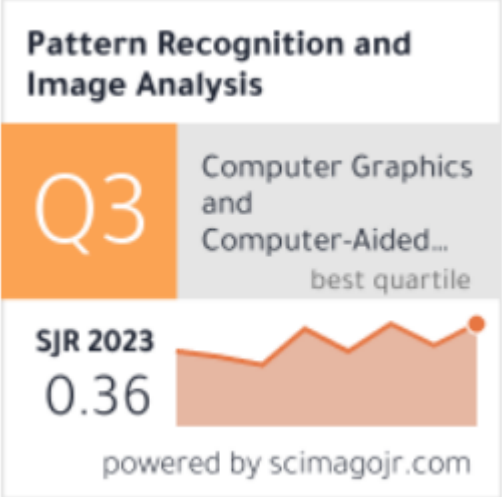 Pattern Recognition and
Image Analysis
Q3
Computer Graphics
and
Computer-Aided...
best quartile
SJR 2023
0.36
powered by scimagojr.com